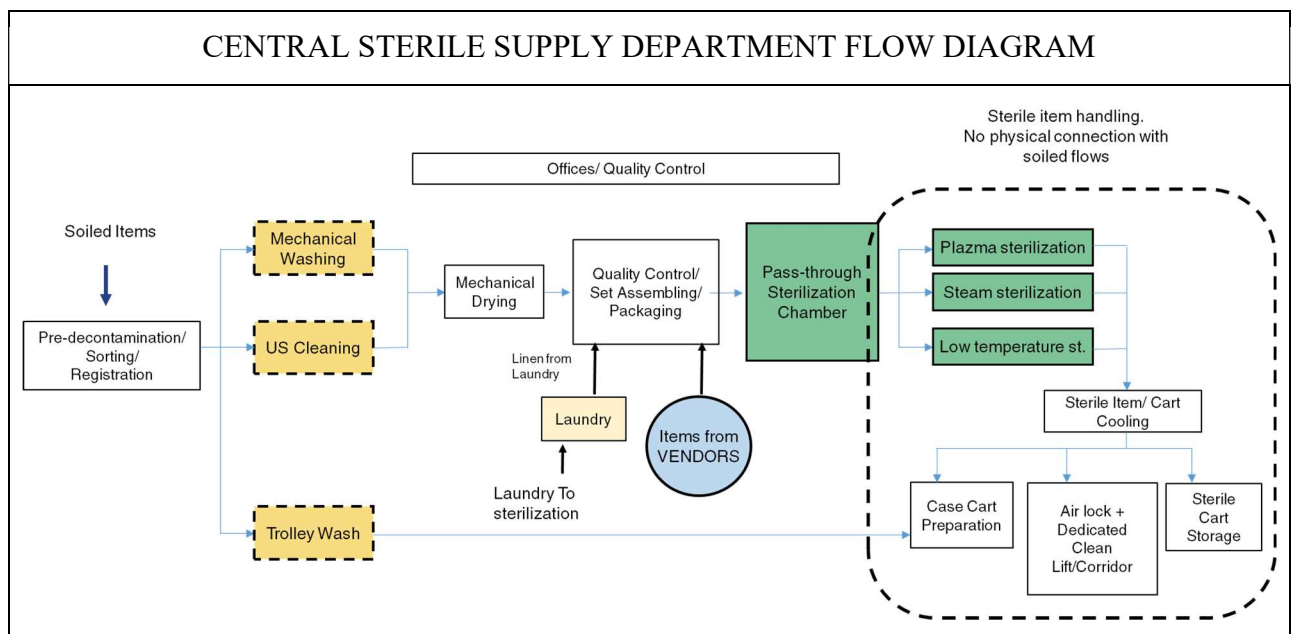 CENTRAL STERILE SUPPLY DEPARTMENT FLOW DIAGRAM
Sterile item handling.
No physical connection with
soiled flows
Offices/ Quality Control
Soiled Items
Pre-decontamination/
Sorting/
Registration
Mechanical
Washing
US Cleaning
Trolley Wash
Mechanical
Drying
Quality Control/
Set Assembling/
Packaging
Linen from
Laundry
Laundry
Laundry To
sterilization
Items from
VENDORS
Pass-through
Sterilization
Chamber
Plazma sterilization
Steam sterilization
Low temperature st.
Sterile Item/ Cart
Cooling
Case Cart
Preparation
Air lock +
Dedicated
Clean
Lift/Corridor
Sterile
Cart
Storage